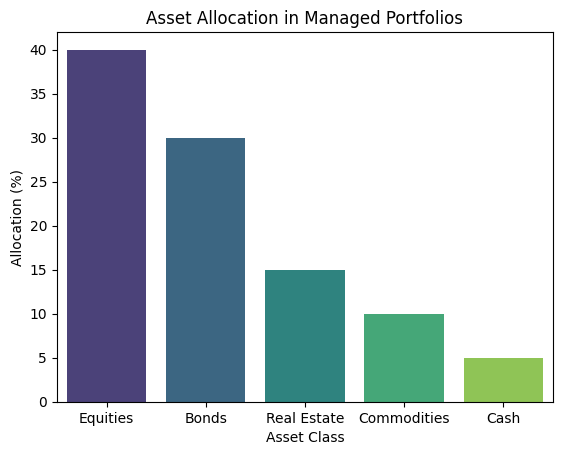 Asset Allocation in Managed Portfolios
Allocation (%)
40
35
30
25
20
15
10
5
0
Equities Bonds Real Estate Commodities Cash
Asset Class